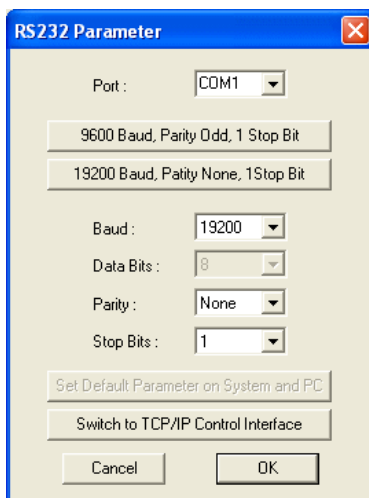 RS232 Parameter
Port : COM1
9600 Baud, Parity Odd, 1 Stop Bit
19200 Baud, Patity None, 1Stop Bit
Baud : 19200
Data Bits : 8
Parity : None
Stop Bits : 1
Set Default Parameter on System and PC
Switch to TCP/IP Control Interface
Cancel OK